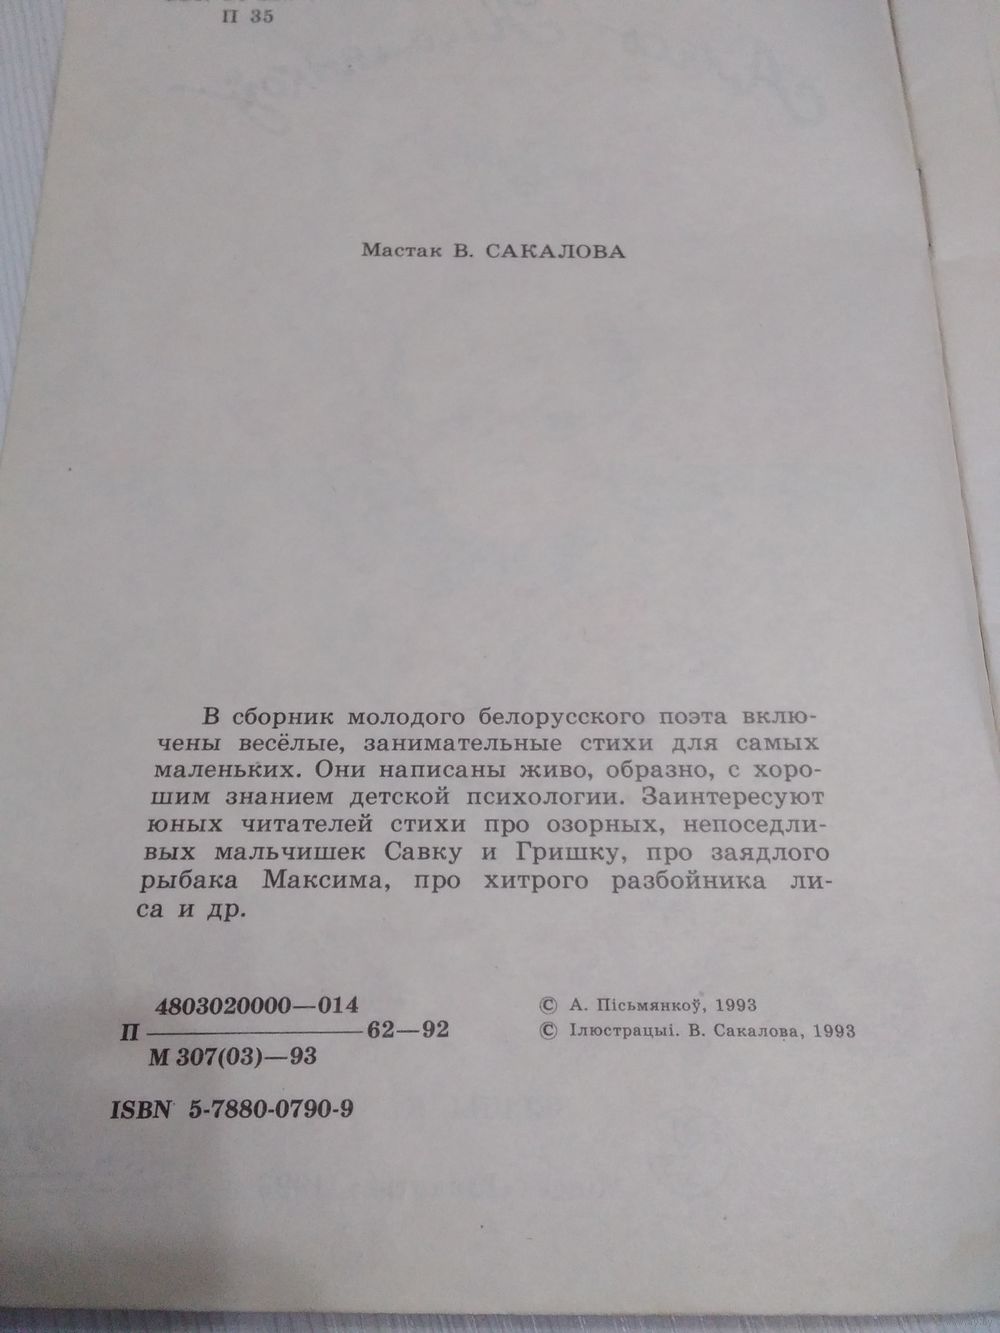 П 35
Мастак В. САКАЛОВА
В сборник молодого белорусского поэта вклю-
чены весёлые, занимательные стихи для самых
маленьких. Они написаны живо, образно, с хоро-
шим знанием детской психологии. Заинтересуют
юных читателей стихи про озорных, непоседли-
вых мальчишек Савку и Гришку, про заядлого
рыбака Максима, про хитрого разбойника ли-
са и др.
4803020000—014
П ————— 62—92
М 307(03)—93
ISBN 5-7880-0790-9
© А. Пісьмянкоў, 1993
© Ілюстрацыі. В. Сакалова, 1993